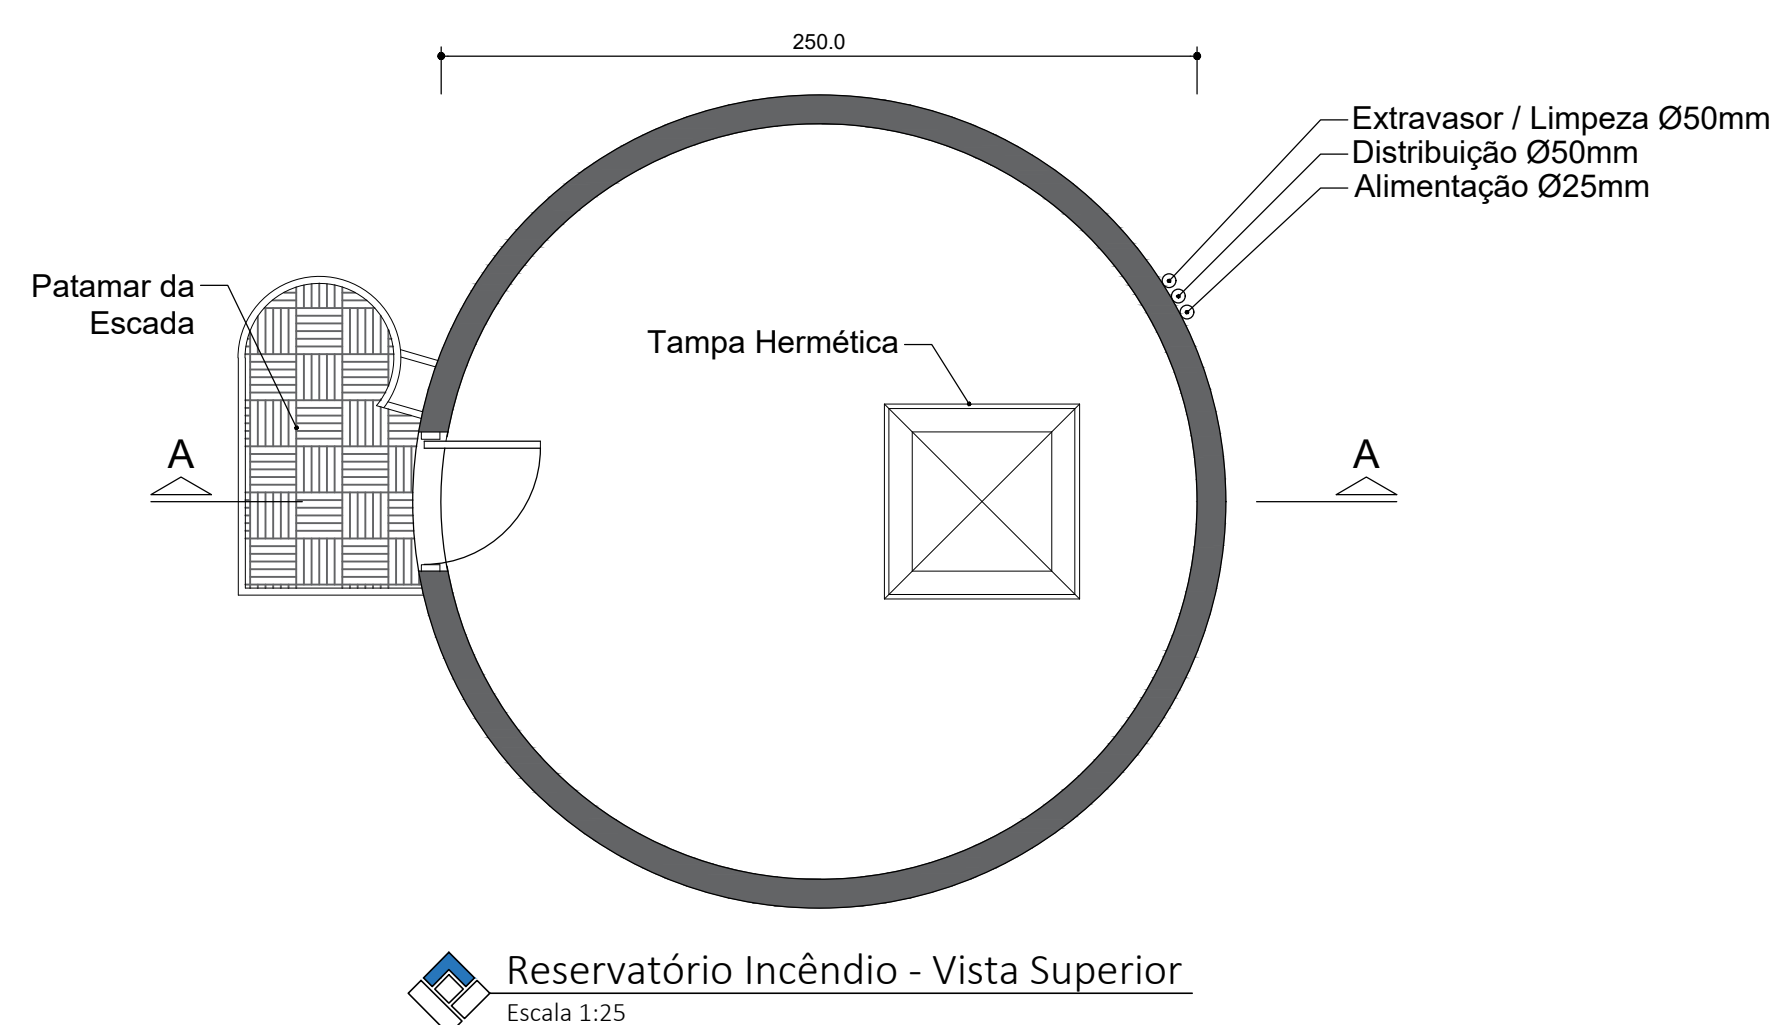 250.0
Extravasor / Limpeza Ø50mm
Distribuição Ø50mm
Alimentação Ø25mm
Patamar da
Escada
Tampa Hermética
A
A
Reservatório Incêndio - Vista Superior
Escala 1:25